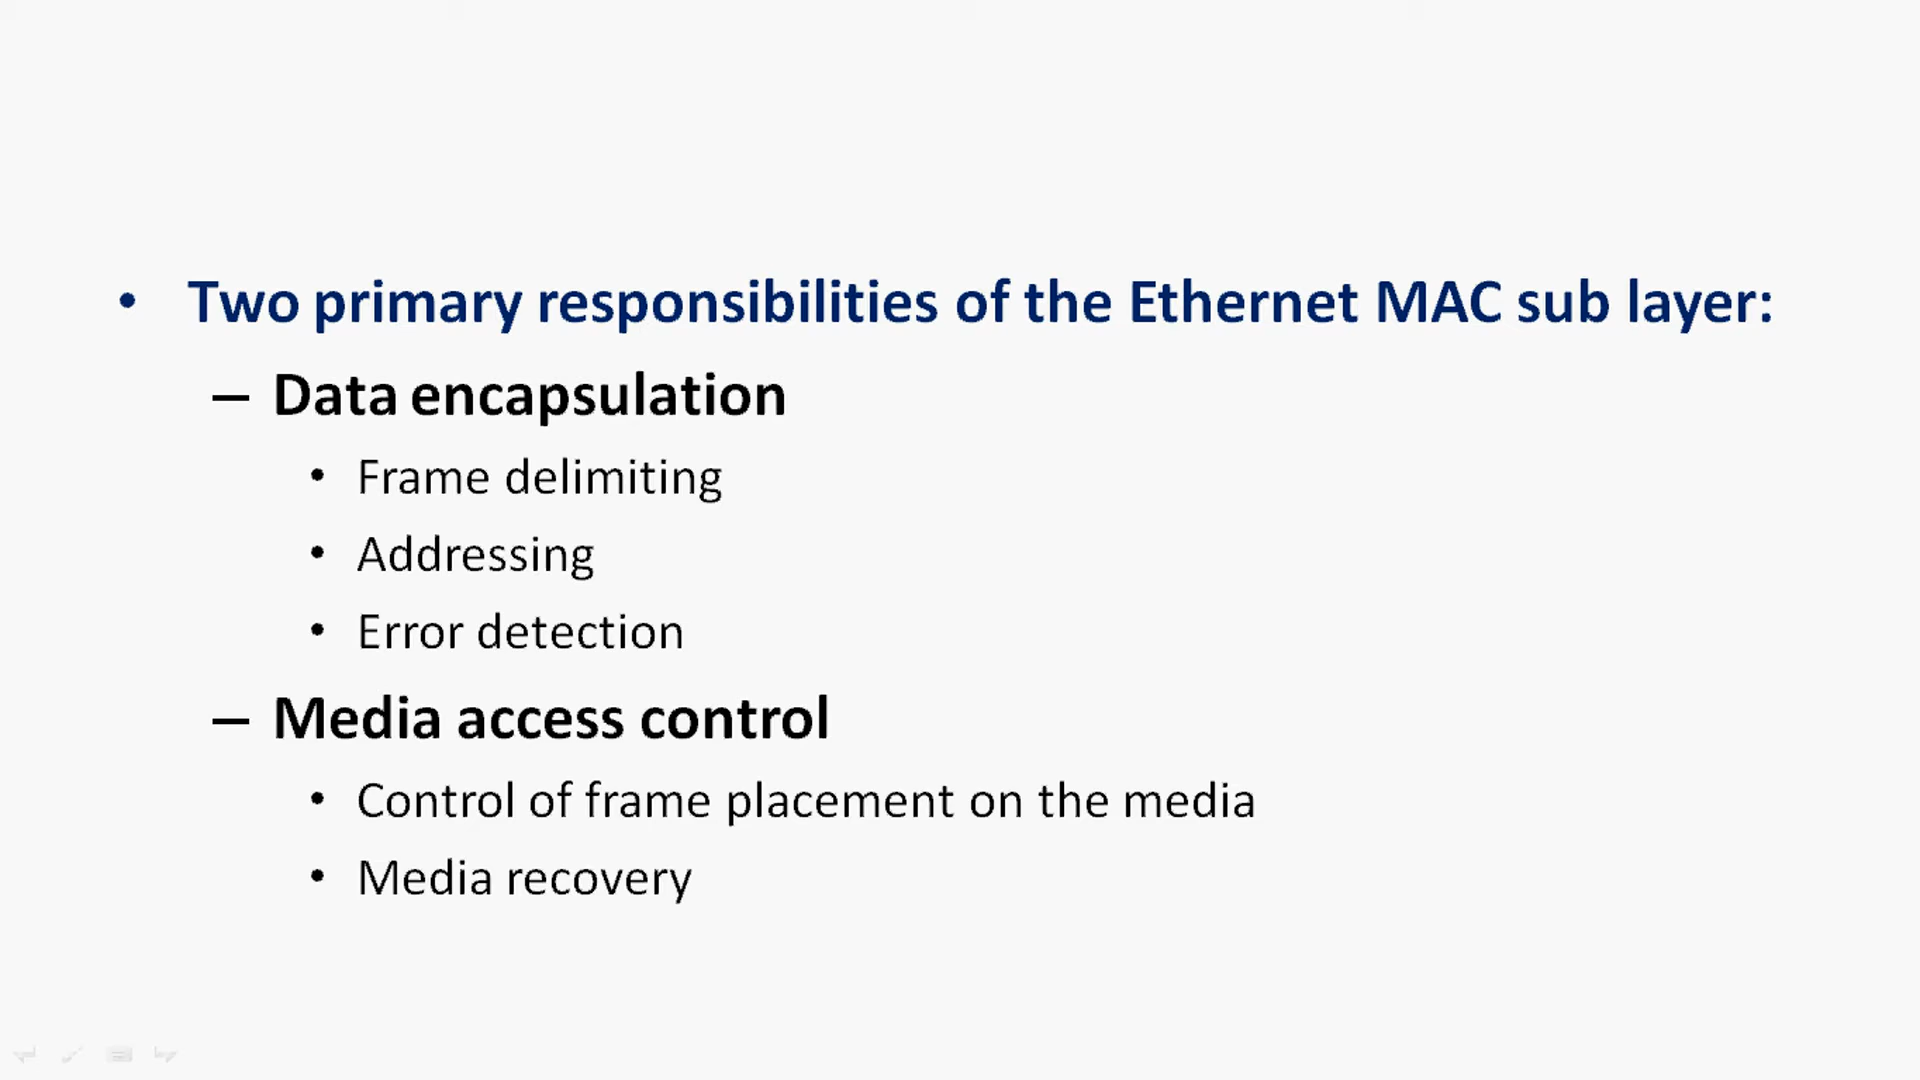 • Two primary responsibilities of the Ethernet MAC sub layer:
– Data encapsulation
• Frame delimiting
• Addressing
• Error detection
– Media access control
• Control of frame placement on the media
• Media recovery